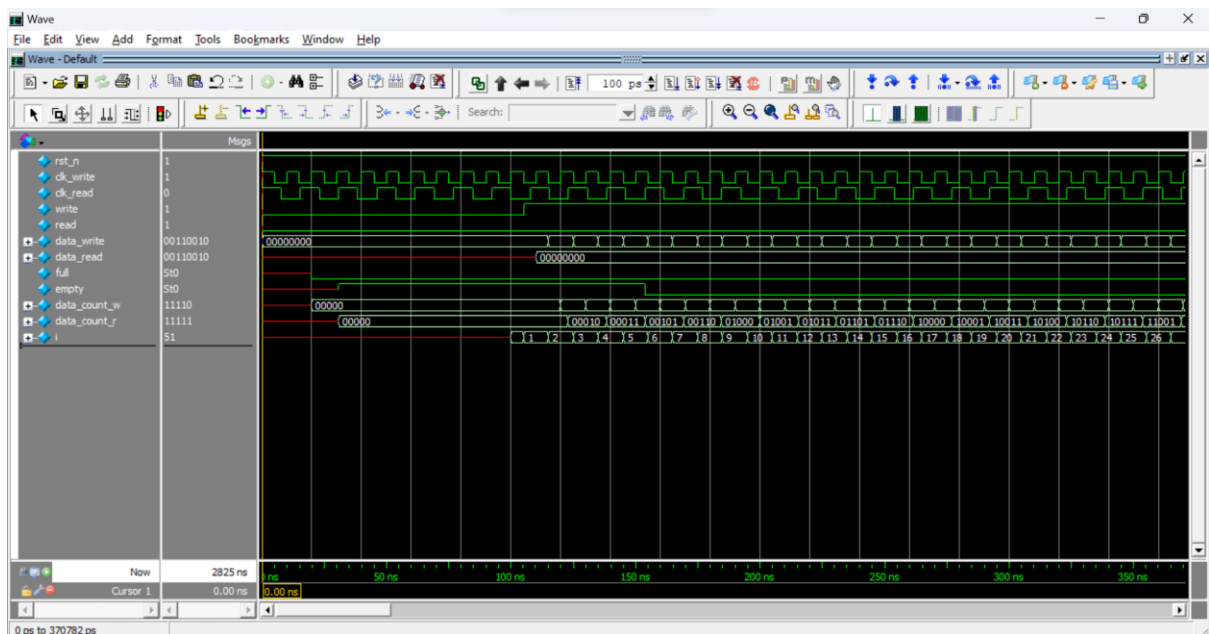 Wave
File Edit View Add Format Tools Bookmarks Window Help
Wave - Default
100 ps
Search:
Msgs
rst_n 1
clk_write 1
clk_read 0
write 1
read 1
data_write 00110010 00000000
data_read 00110010 00000000
full St0
empty St0
data_count_w 11110 00000
data_count_r 11111 00000 00010 00011 00101 00110 01000 01001 01011 01101 01110 10000 10001 10011 10100 10110 10111 11001
i 51 1 2 3 4 5 6 7 8 9 10 11 12 13 14 15 16 17 18 19 20 21 22 23 24 25 26
Now 2825 ns ns 50 ns 100 ns 150 ns 200 ns 250 ns 300 ns 350 ns
Cursor 1 0.00 ns 0.00 ns
0 ps to 370782 ps